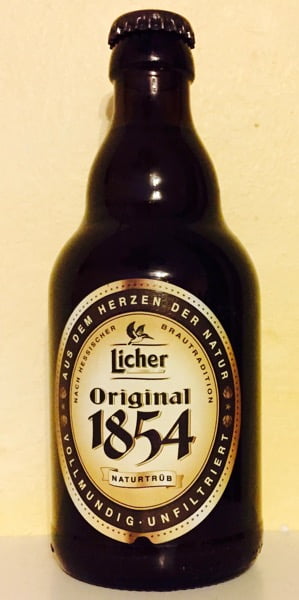 AUS DEM HERZEN DER NATUR
NACH HESSISCHER BRAUTRADITION
Licher
Original
1854
NATURTRÜB
VOLLMUNDIG · UNFILTRIERT